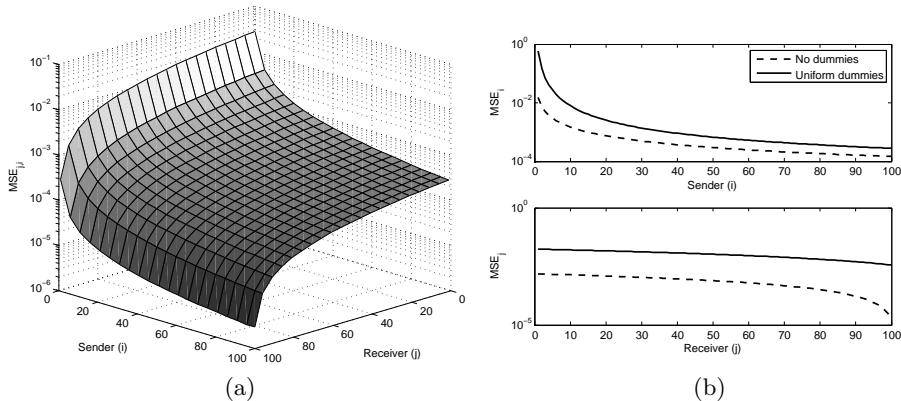 10^-1
10^-2
10^-3
10^-4
10^-5
10^-6
MSE_{j,i}
0
20
40
60
80
100
Sender (i)
100
80
60
40
20
0
Receiver (j)
(a)
10^0
10^-2
10^-4
MSE_i
No dummies
Uniform dummies
0 10 20 30 40 50 60 70 80 90 100
Sender (i)
10^0
10^-5
MSE_j
0 10 20 30 40 50 60 70 80 90 100
Receiver (j)
(b)